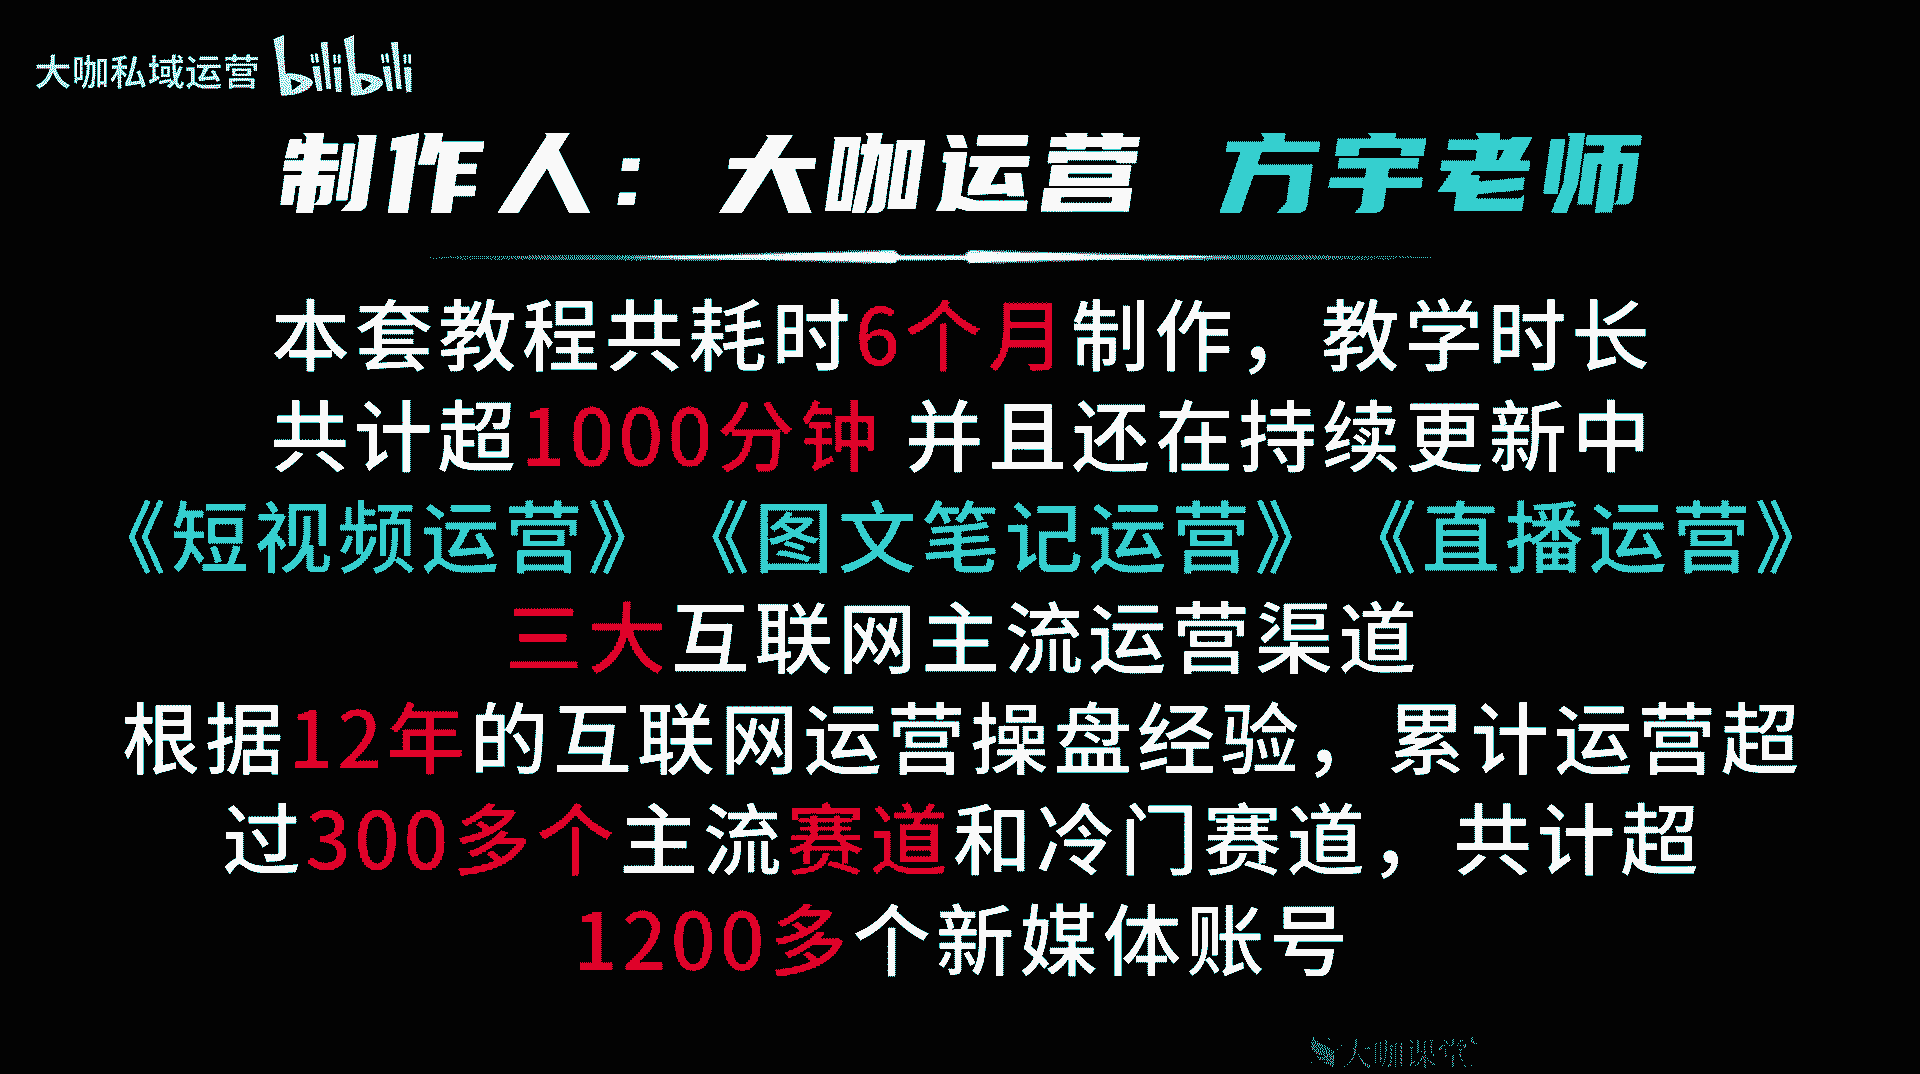 大咖私域运营 bilibili
制作人：大咖运营 方宇老师
本套教程共耗时6个月制作，教学时长
共计超1000分钟 并且还在持续更新中
《短视频运营》《图文笔记运营》《直播运营》
三大互联网主流运营渠道
根据12年的互联网运营操盘经验，累计运营超
过300多个主流赛道和冷门赛道，共计超
1200多个新媒体账号
大咖课堂